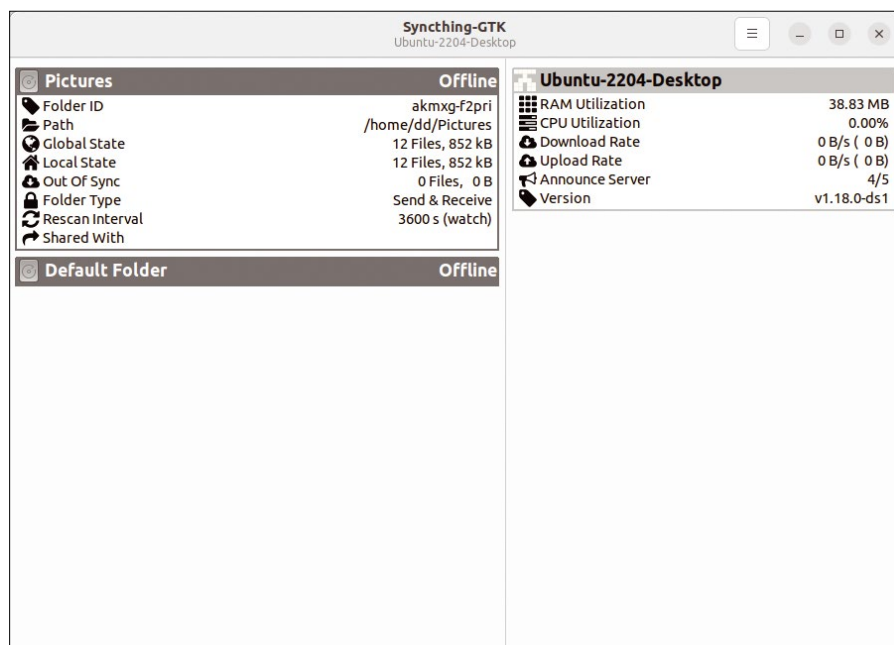 Syncthing-GTK
Ubuntu-2204-Desktop
Pictures Offline
Folder ID akmxg-f2pri
Path /home/dd/Pictures
Global State 12 Files, 852 kB
Local State 12 Files, 852 kB
Out Of Sync 0 Files, 0 B
Folder Type Send & Receive
Rescan Interval 3600 s (watch)
Shared With
Default Folder Offline
Ubuntu-2204-Desktop
RAM Utilization 38.83 MB
CPU Utilization 0.00%
Download Rate 0 B/s ( 0 B)
Upload Rate 0 B/s ( 0 B)
Announce Server 4/5
Version v1.18.0-ds1